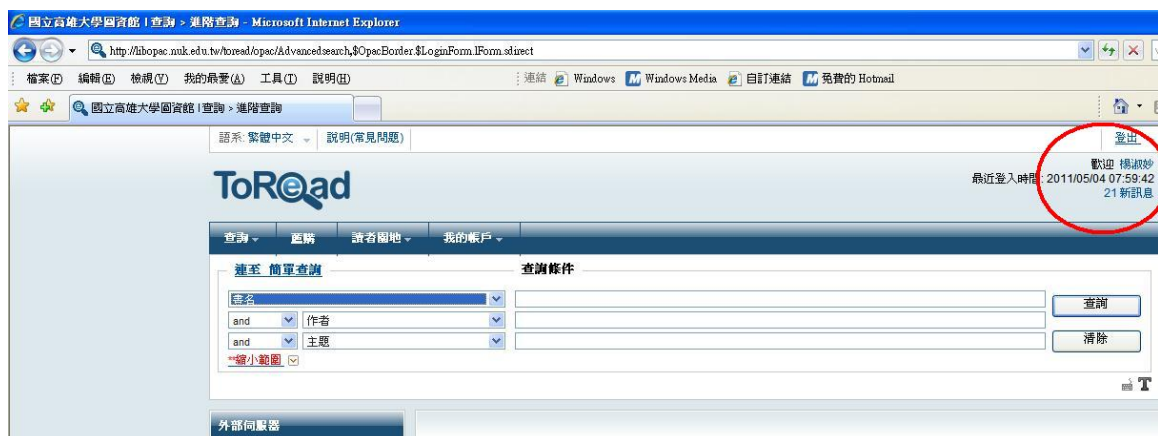 國立高雄大學圖資館 | 查詢 > 進階查詢 - Microsoft Internet Explorer
http://libopac.nuk.edu.tw/toread/opac/Advancedsearch,$OpacBorder.$LoginForm.lForm.sdirect
檔案(F) 編輯(E) 檢視(V) 我的最愛(A) 工具(T) 說明(H) 連結 Windows Windows Media 自訂連結 免費的 Hotmail
國立高雄大學圖資館 | 查詢 > 進階查詢
語系: 繁體中文 說明(常見問題) 登出
歡迎 楊淑妙
最近登入時間: 2011/05/04 07:59:42
21 新訊息
ToRead
查詢 薦購 讀者園地 我的帳戶
連至 簡單查詢 查詢條件
書名 查詢
and 作者
and 主題 清除
**縮小範圍
T
外部伺服器